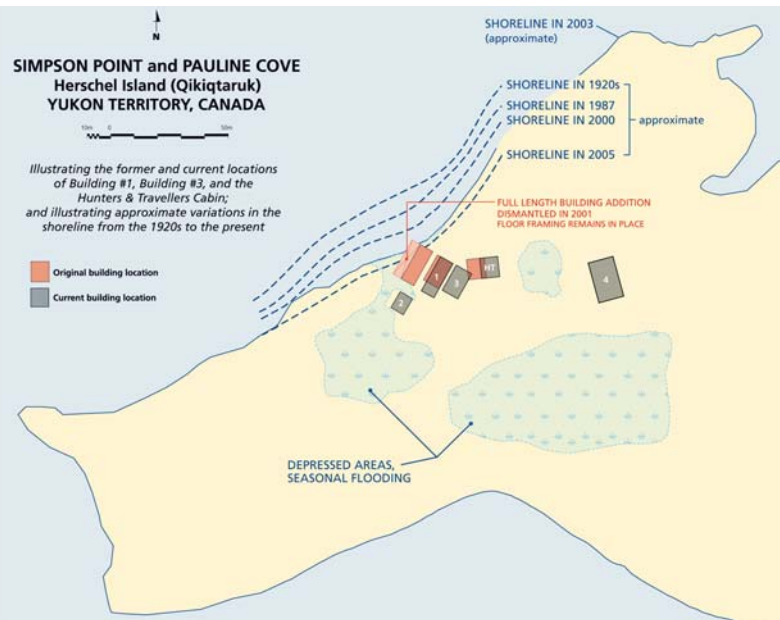 N
SIMPSON POINT and PAULINE COVE
Herschel Island (Qikiqtaruk)
YUKON TERRITORY, CANADA
10m 0 50m
Illustrating the former and current locations
of Building #1, Building #3, and the
Hunters & Travellers Cabin;
and illustrating approximate variations in the
shoreline from the 1920s to the present
Original building location
Current building location
SHORELINE IN 2003
(approximate)
SHORELINE IN 1920s
SHORELINE IN 1987
SHORELINE IN 2000
approximate
SHORELINE IN 2005
FULL LENGTH BUILDING ADDITION
DISMANTLED IN 2001
FLOOR FRAMING REMAINS IN PLACE
1
3
HT
2
4
DEPRESSED AREAS,
SEASONAL FLOODING